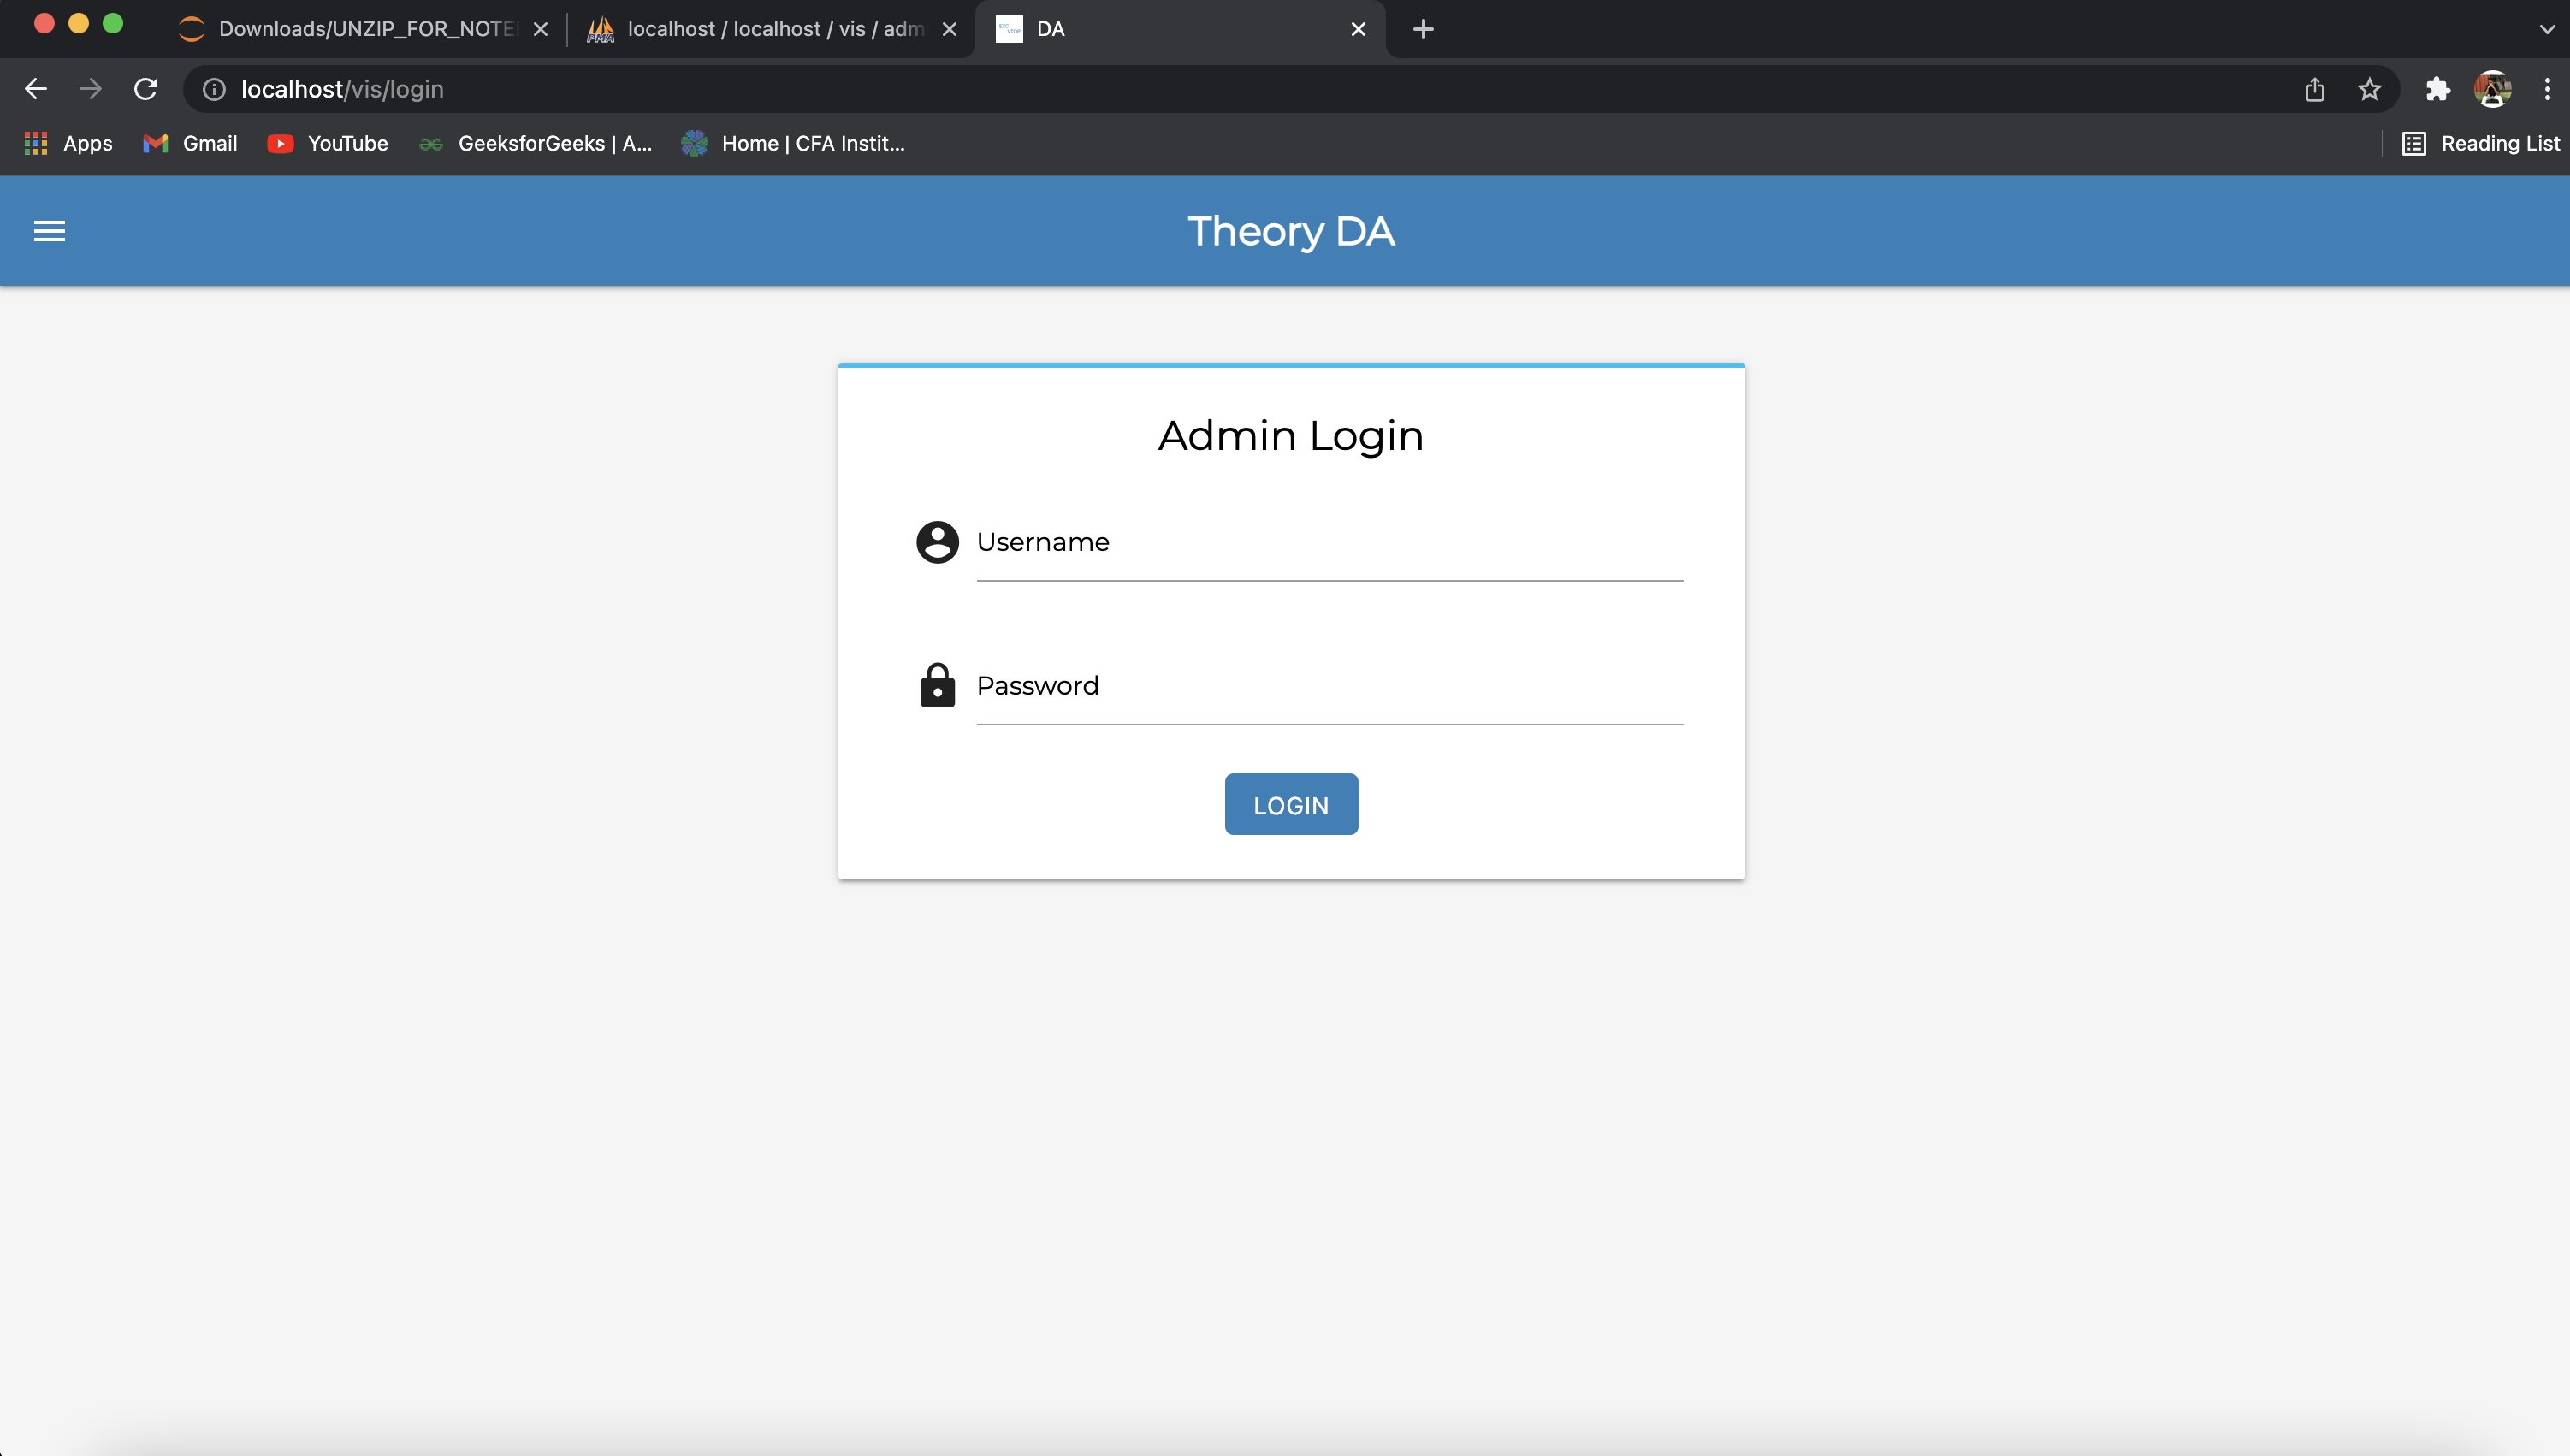 Downloads/UNZIP_FOR_NOTE
localhost / localhost / vis / adm
DA
localhost/vis/login
Apps
Gmail
YouTube
GeeksforGeeks | A...
Home | CFA Instit...
Reading List
Theory DA
Admin Login
Username
Password
LOGIN